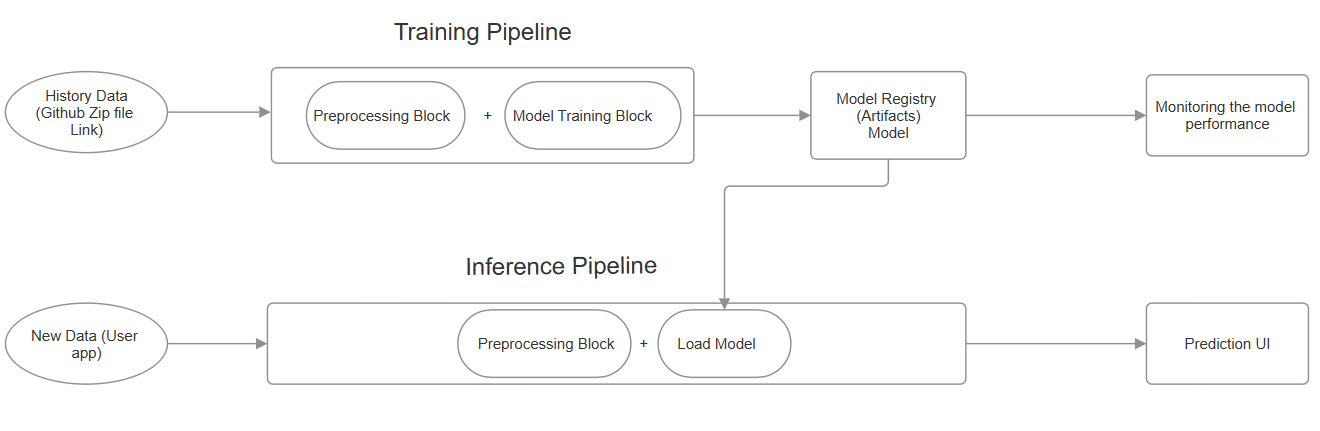 Training Pipeline
History Data
(Github Zip file
Link)
Preprocessing Block
+
Model Training Block
Model Registry
(Artifacts)
Model
Monitoring the model
performance
Inference Pipeline
New Data (User
app)
Preprocessing Block
+
Load Model
Prediction UI